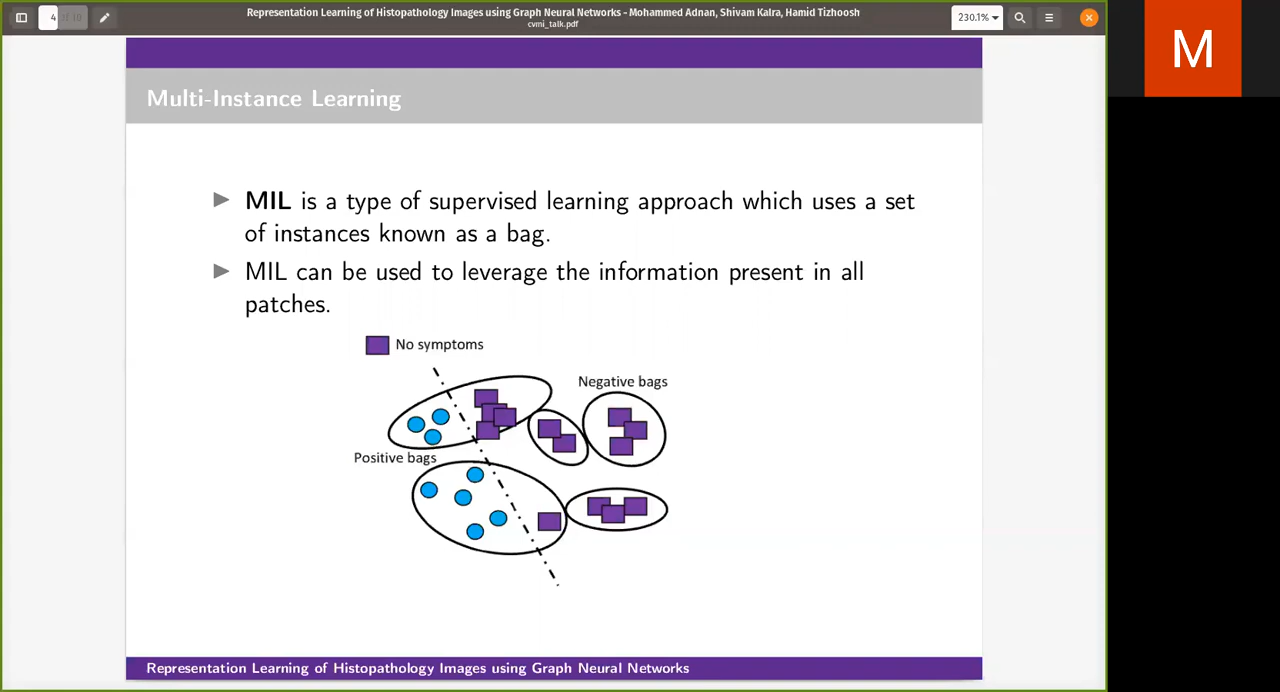 Representation Learning of Histopathology Images using Graph Neural Networks - Mohammed Adnan, Shivam Kalra, Hamid Tizhoosh
cvmi_talk.pdf
4 of 10
230.1%
M
Multi-Instance Learning
MIL is a type of supervised learning approach which uses a set
of instances known as a bag.
MIL can be used to leverage the information present in all
patches.
No symptoms
Negative bags
Positive bags
Representation Learning of Histopathology Images using Graph Neural Networks